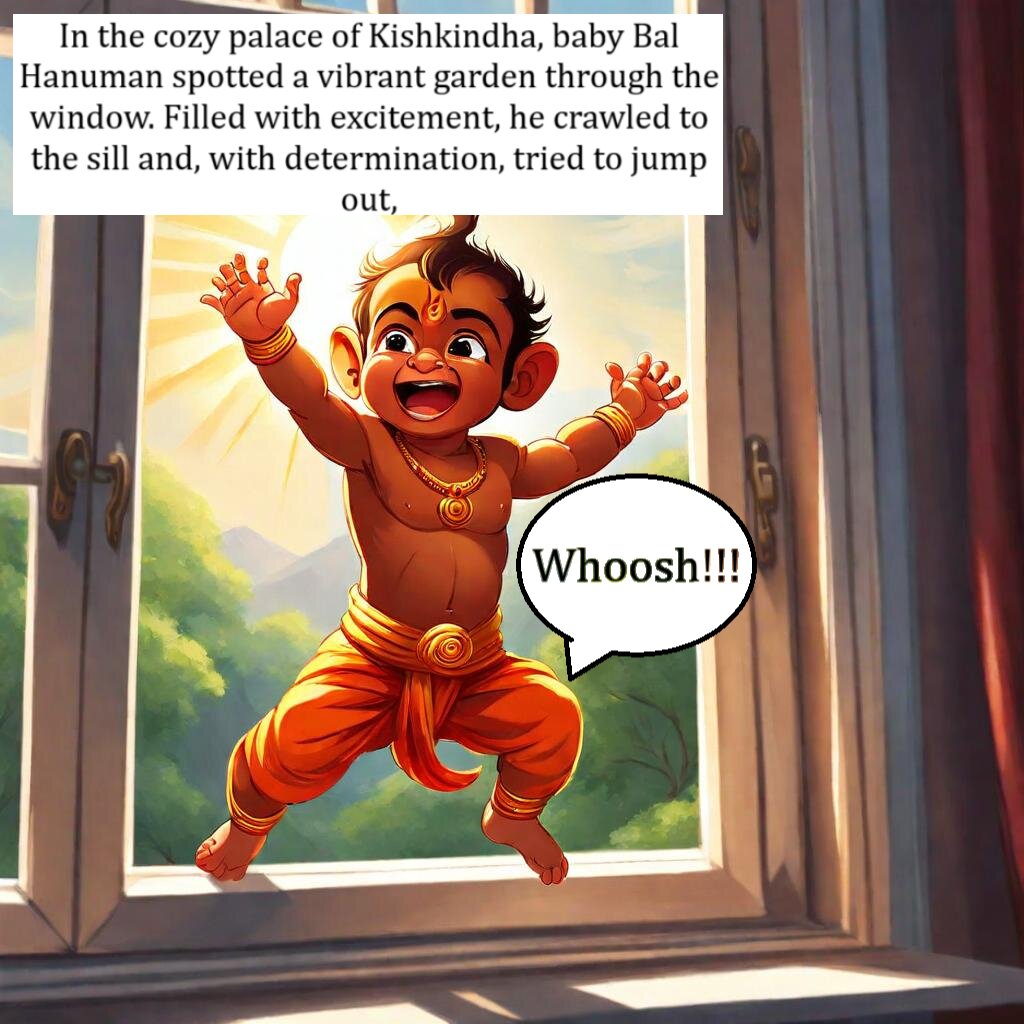 In the cozy palace of Kishkindha, baby Bal
Hanuman spotted a vibrant garden through the
window. Filled with excitement, he crawled to
the sill and, with determination, tried to jump
out,
Whoosh!!!